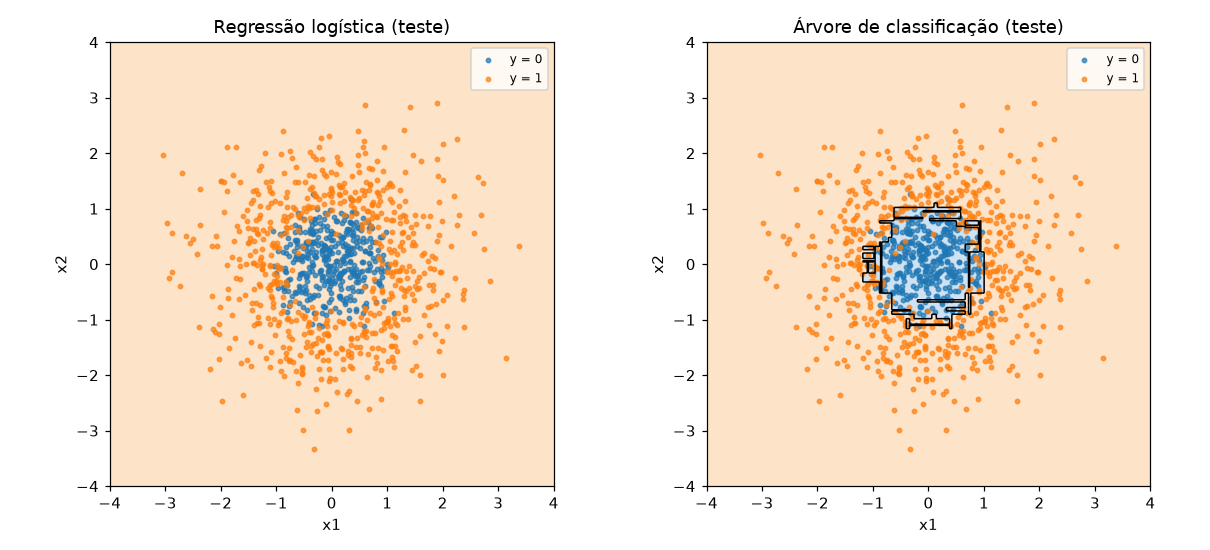 Regressão logística (teste)
4
3
2
1
0
−1
−2
−3
−4
x2
y = 0
y = 1
−4 −3 −2 −1 0 1 2 3 4
x1
Árvore de classificação (teste)
4
3
2
1
0
−1
−2
−3
−4
x2
y = 0
y = 1
−4 −3 −2 −1 0 1 2 3 4
x1